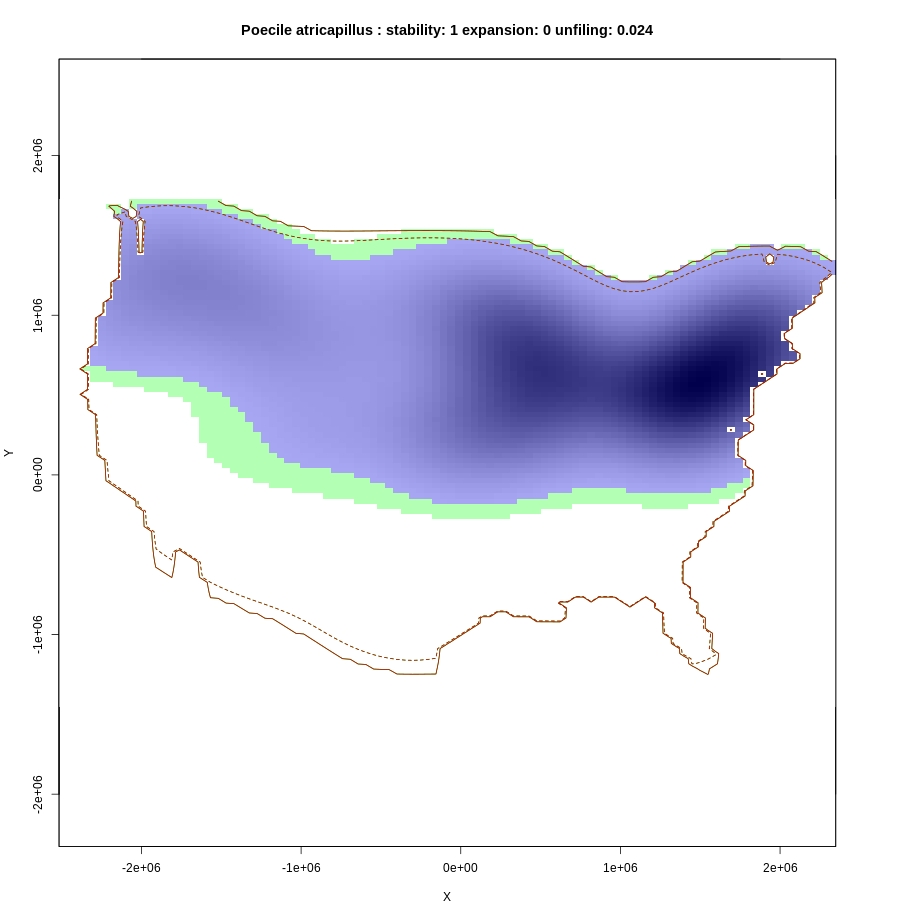 Poecile atricapillus : stability: 1 expansion: 0 unfiling: 0.024
2e+06
1e+06
0e+00
-1e+06
-2e+06
Y
-2e+06 -1e+06 0e+00 1e+06 2e+06
X